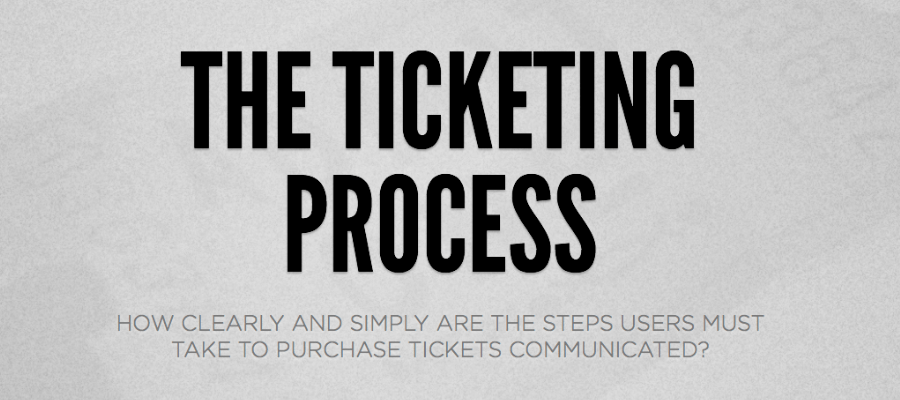 THE TICKETING
PROCESS
HOW CLEARLY AND SIMPLY ARE THE STEPS USERS MUST
TAKE TO PURCHASE TICKETS COMMUNICATED?